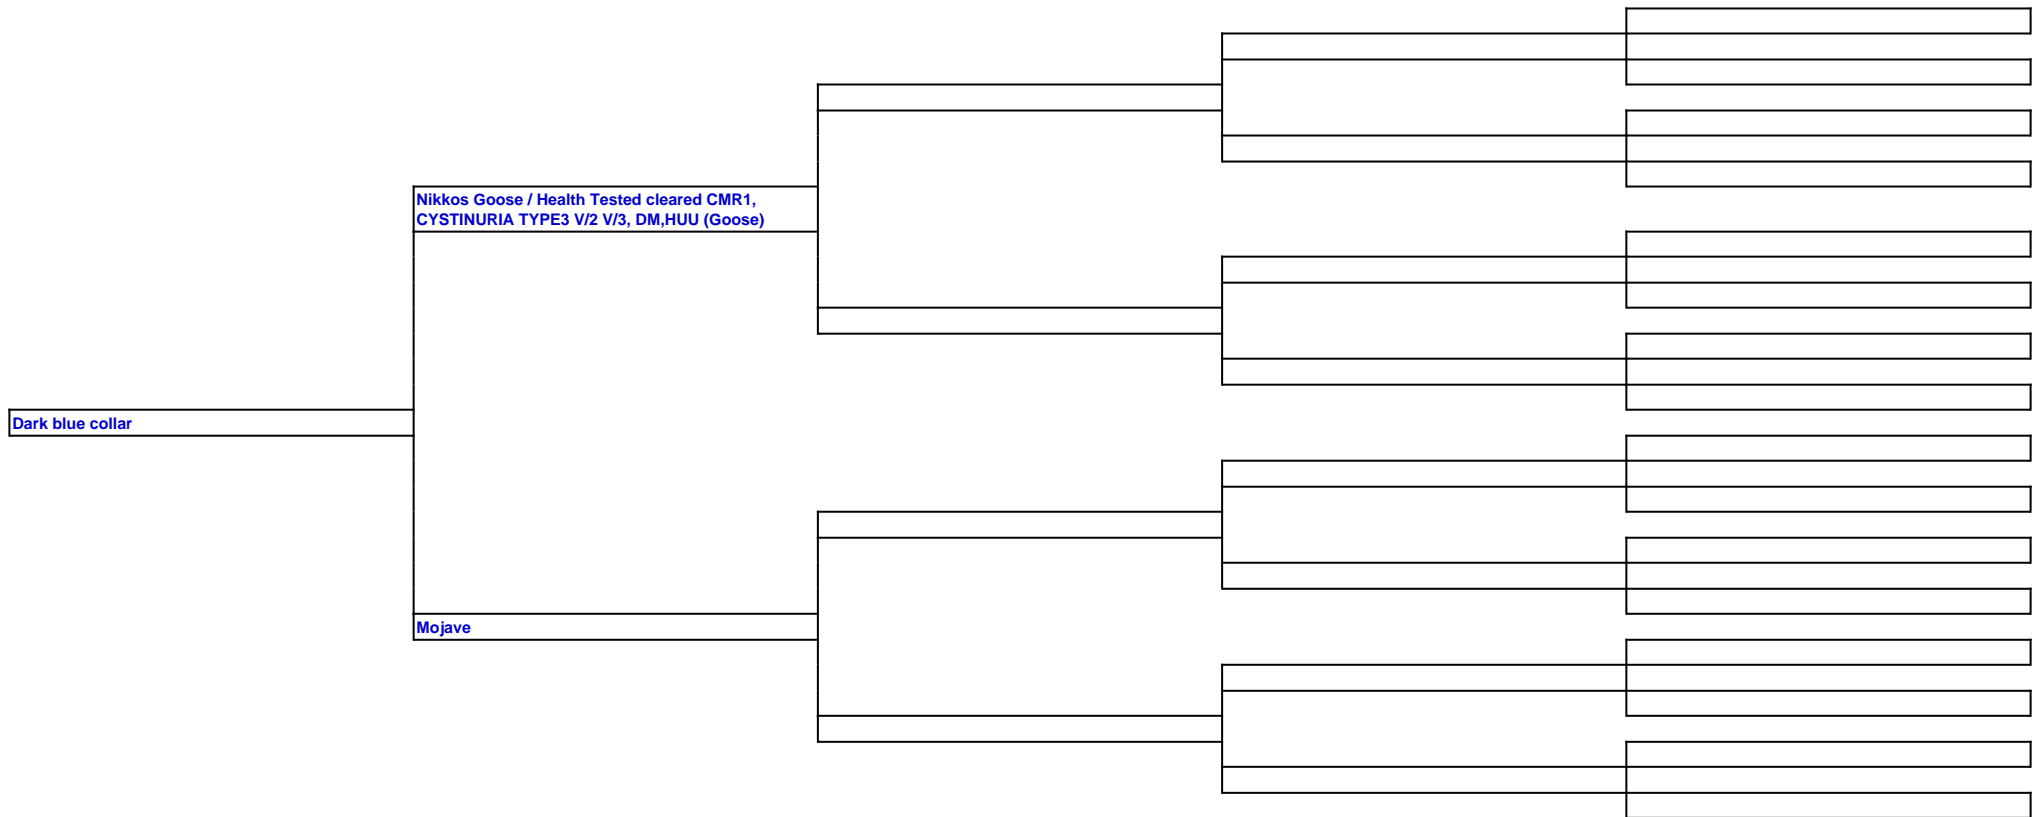 Nikkos Goose / Health Tested cleared CMR1,
CYSTINURIA TYPE3 V/2 V/3, DM,HUU (Goose)
Dark blue collar
Mojave